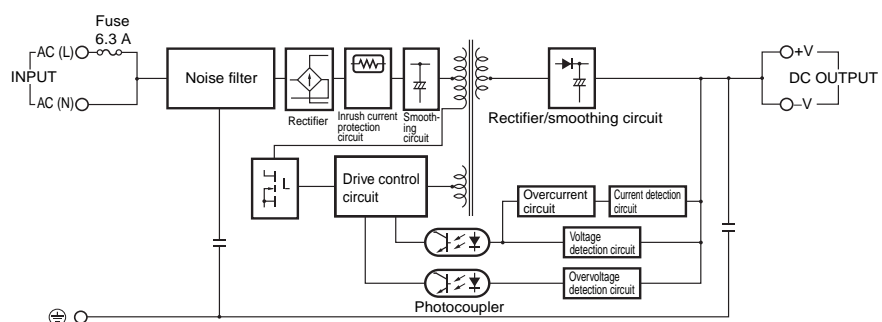 Fuse
6.3 A
AC (L)
INPUT
AC (N)
Noise filter
Rectifier
Inrush current
protection
circuit
Smooth-
ing
circuit
Rectifier/smoothing circuit
+V
DC OUTPUT
–V
Drive control
circuit
Overcurrent
circuit
Current detection
circuit
Voltage
detection circuit
Overvoltage
detection circuit
Photocoupler